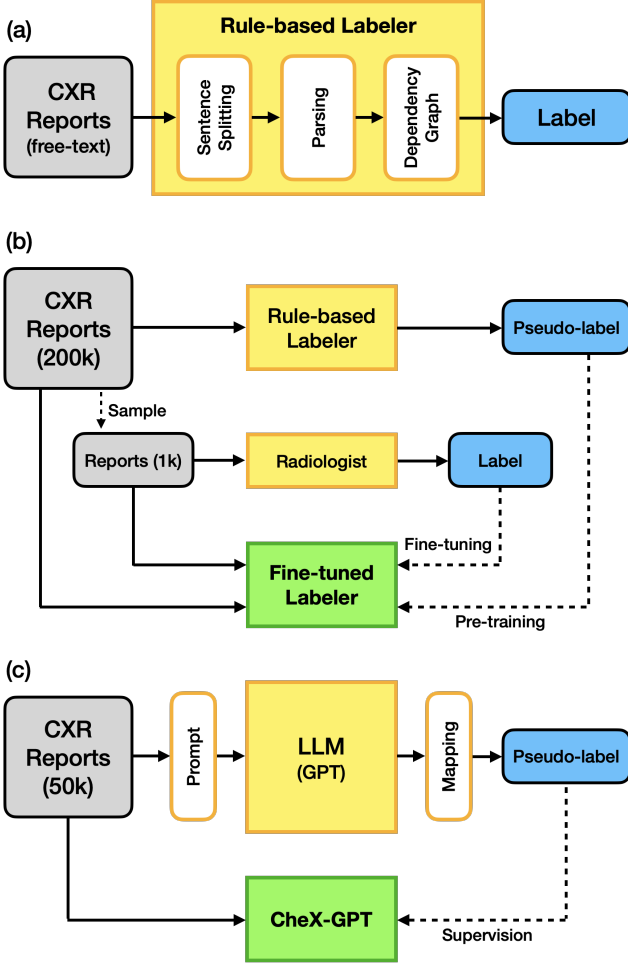 (a)
Rule-based Labeler
CXR
Reports
(free-text)
Sentence
Splitting
Parsing
Dependency
Graph
Label
(b)
CXR
Reports
(200k)
Rule-based
Labeler
Pseudo-label
Sample
Reports (1k)
Radiologist
Label
Fine-tuning
Fine-tuned
Labeler
Pre-training
(c)
CXR
Reports
(50k)
Prompt
LLM
(GPT)
Mapping
Pseudo-label
CheX-GPT
Supervision